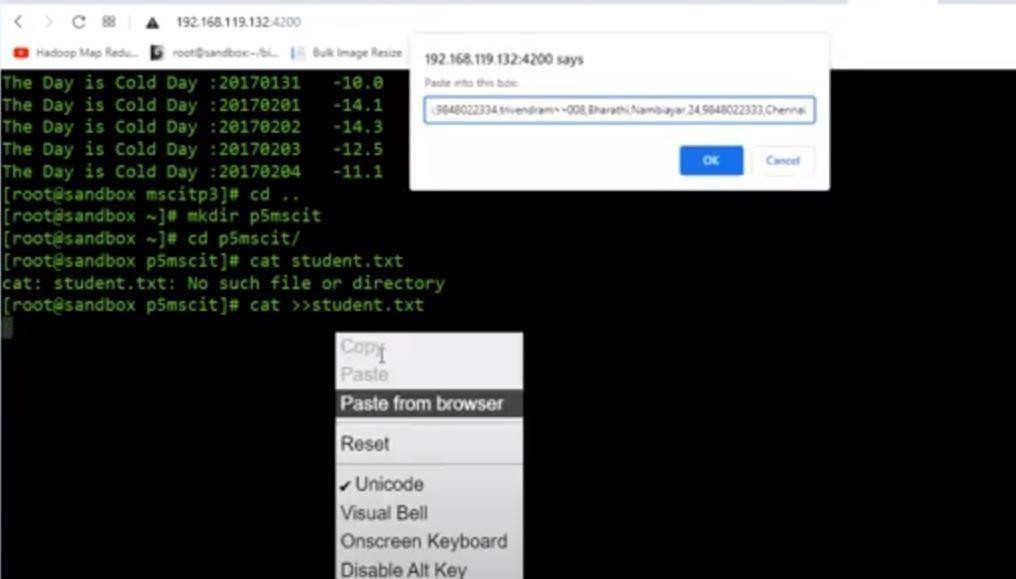 192.168.119.132:4200
Hadoop Map Redu... root@sandbox:~/bi... Bulk Image Resize
192.168.119.132:4200 says
Paste into this box:
,9848022334,trivendram~~008,Bharathi,Nambiayar,24,9848022333,Chennai
OK Cancel
The Day is Cold Day :20170131 -10.0
The Day is Cold Day :20170201 -14.1
The Day is Cold Day :20170202 -14.3
The Day is Cold Day :20170203 -12.5
The Day is Cold Day :20170204 -11.1
[root@sandbox mscitp3]# cd ..
[root@sandbox ~]# mkdir p5mscit
[root@sandbox ~]# cd p5mscit/
[root@sandbox p5mscit]# cat student.txt
cat: student.txt: No such file or directory
[root@sandbox p5mscit]# cat >>student.txt
Copy
Paste
Paste from browser
Reset
✔ Unicode
Visual Bell
Onscreen Keyboard
Disable Alt Key